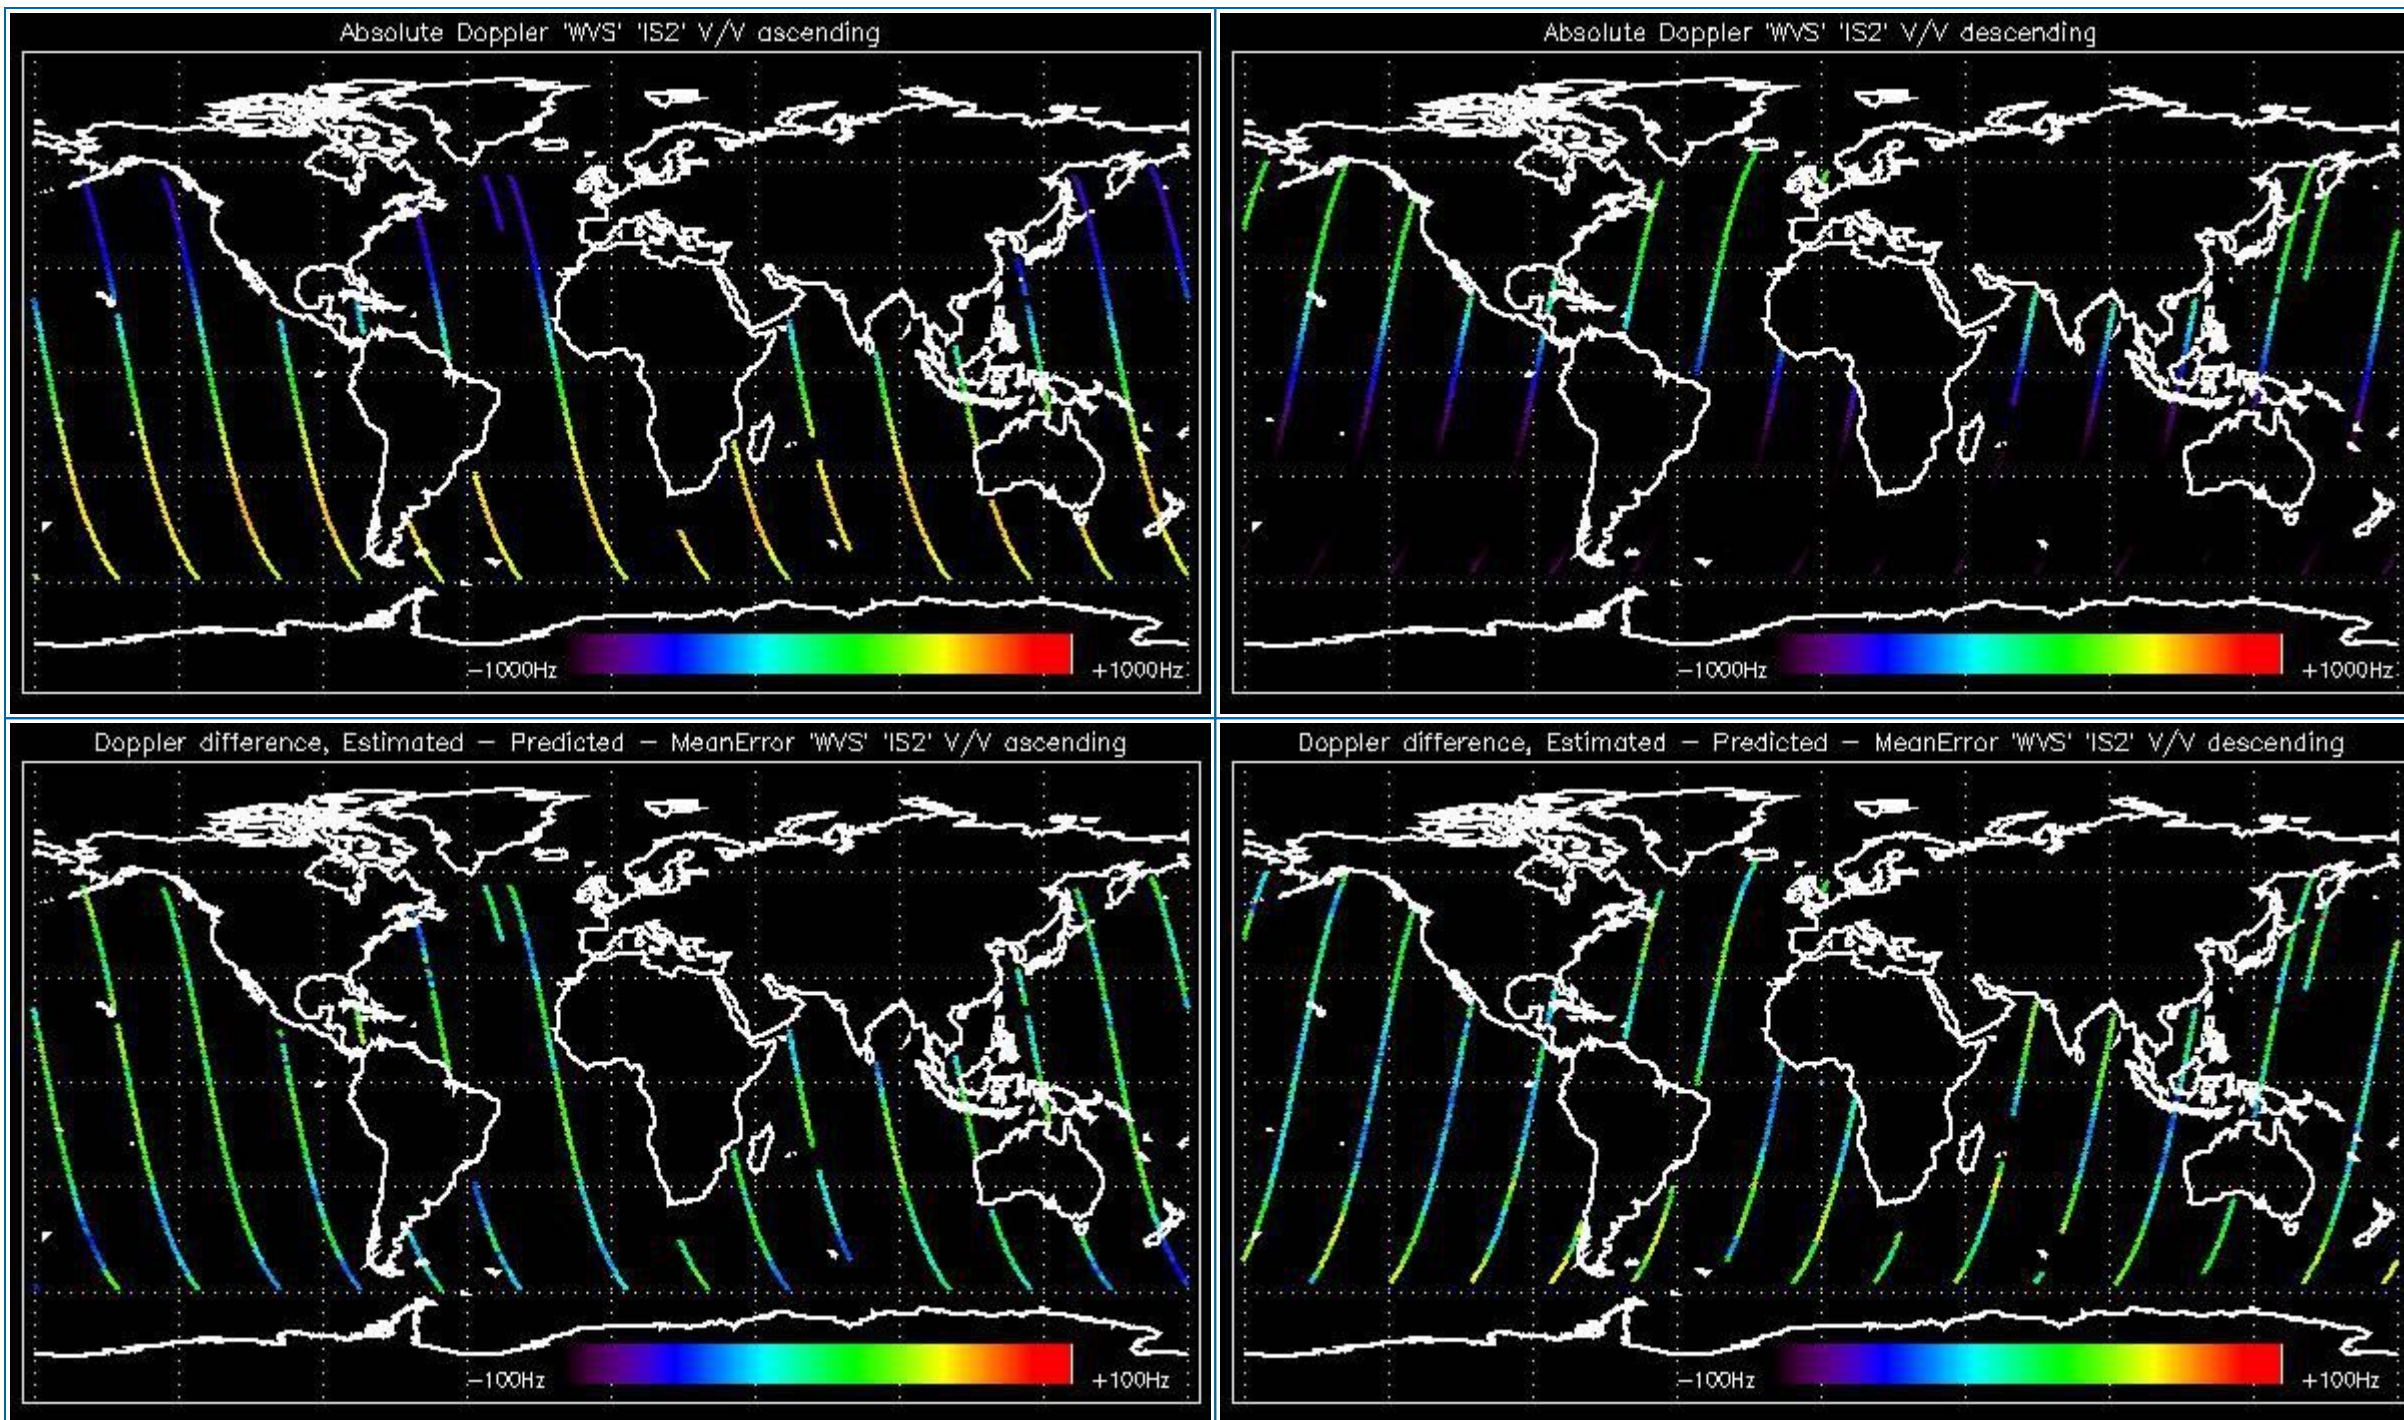 Absolute Doppler 'WVS' 'IS2' V/V ascending
-1000Hz
+1000Hz
Absolute Doppler 'WVS' 'IS2' V/V descending
-1000Hz
+1000Hz
Doppler difference, Estimated - Predicted - MeanError 'WVS' 'IS2' V/V ascending
-100Hz
+100Hz
Doppler difference, Estimated - Predicted - MeanError 'WVS' 'IS2' V/V descending
-100Hz
+100Hz